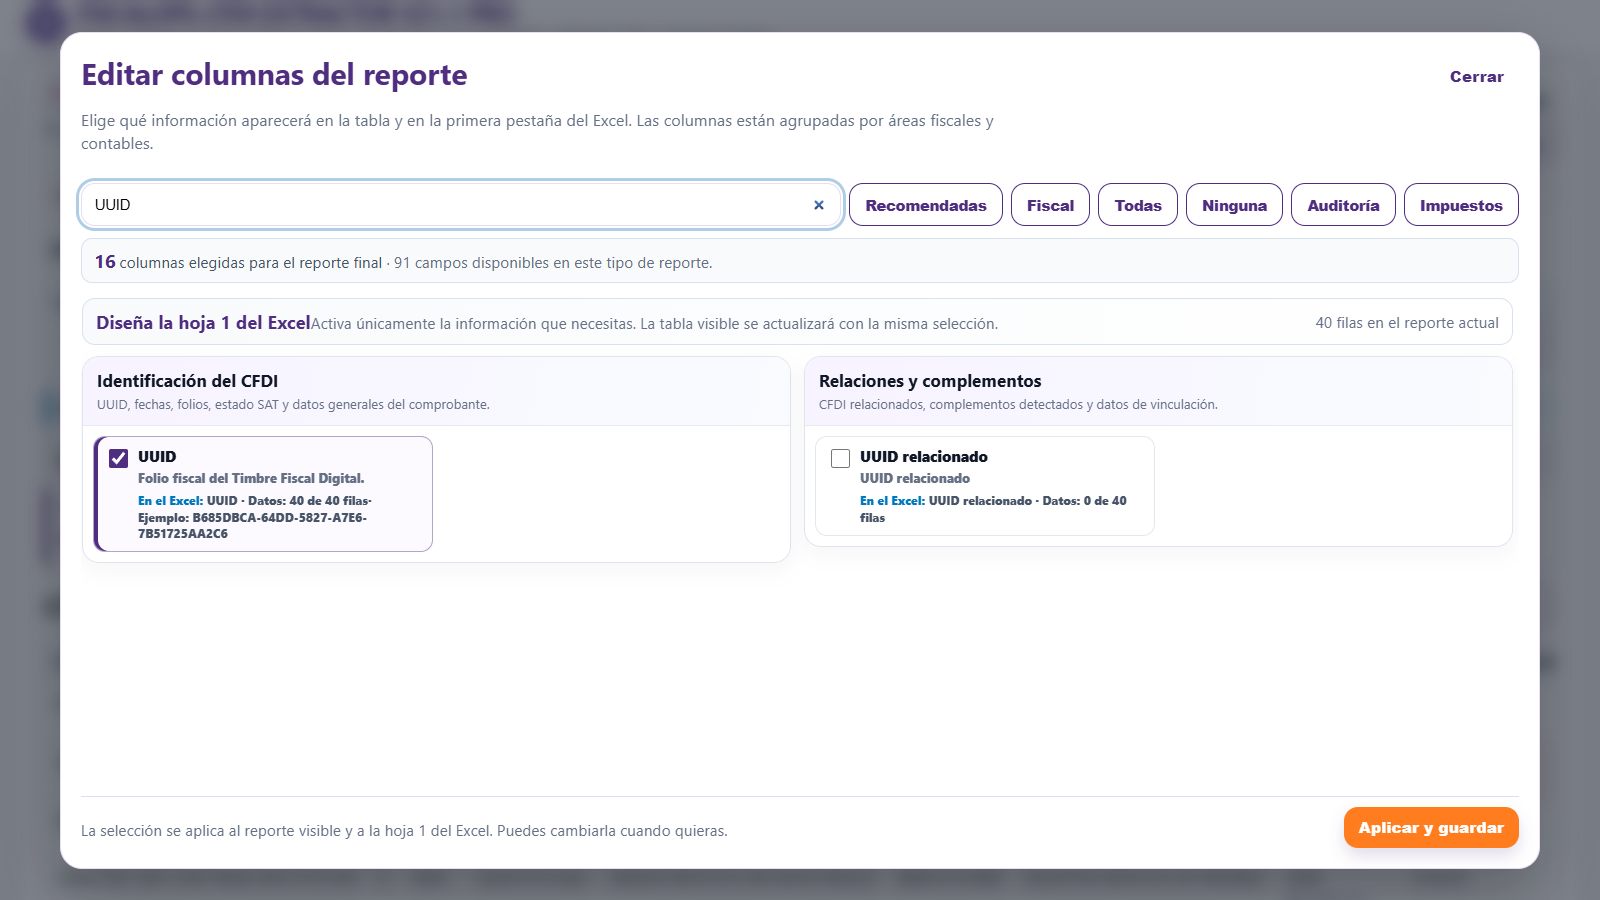 Editar columnas del reporte
Cerrar
Elige qué información aparecerá en la tabla y en la primera pestaña del Excel. Las columnas están agrupadas por áreas fiscales y
contables.
UUID ×
Recomendadas
Fiscal
Todas
Ninguna
Auditoría
Impuestos
16 columnas elegidas para el reporte final · 91 campos disponibles en este tipo de reporte.
Diseña la hoja 1 del Excel Activa únicamente la información que necesitas. La tabla visible se actualizará con la misma selección.
40 filas en el reporte actual
Identificación del CFDI
UUID, fechas, folios, estado SAT y datos generales del comprobante.
UUID
Folio fiscal del Timbre Fiscal Digital.
En el Excel: UUID · Datos: 40 de 40 filas·
Ejemplo: B685DBCA-64DD-5827-A7E6-
7B51725AA2C6
Relaciones y complementos
CFDI relacionados, complementos detectados y datos de vinculación.
UUID relacionado
UUID relacionado
En el Excel: UUID relacionado · Datos: 0 de 40
filas
La selección se aplica al reporte visible y a la hoja 1 del Excel. Puedes cambiarla cuando quieras.
Aplicar y guardar